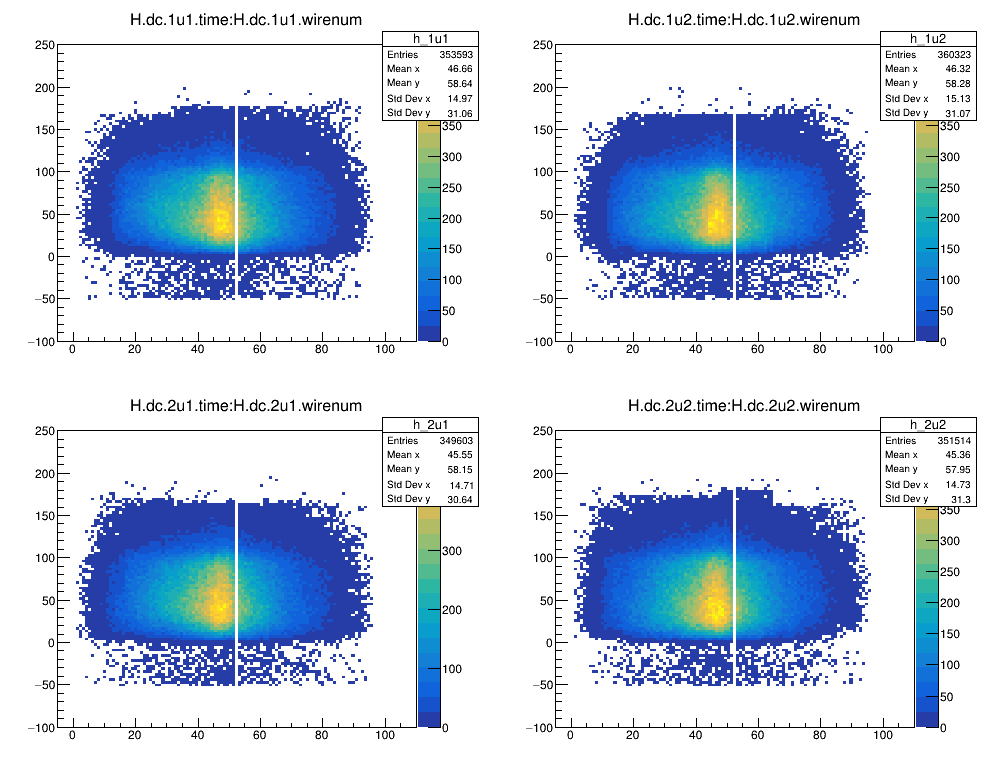 H.dc.1u1.time:H.dc.1u1.wirenum
h_1u1
Entries 353593
Mean x 46.66
Mean y 58.64
Std Dev x 14.97
Std Dev y 31.06
250
200
150
100
50
0
−50
−100
0 20 40 60 80 100
350
300
250
200
150
100
50
0
H.dc.1u2.time:H.dc.1u2.wirenum
h_1u2
Entries 360323
Mean x 46.32
Mean y 58.28
Std Dev x 15.13
Std Dev y 31.07
250
200
150
100
50
0
−50
−100
0 20 40 60 80 100
350
300
250
200
150
100
50
0
H.dc.2u1.time:H.dc.2u1.wirenum
h_2u1
Entries 349603
Mean x 45.55
Mean y 58.15
Std Dev x 14.71
Std Dev y 30.64
250
200
150
100
50
0
−50
−100
0 20 40 60 80 100
300
200
100
0
H.dc.2u2.time:H.dc.2u2.wirenum
h_2u2
Entries 351514
Mean x 45.36
Mean y 57.95
Std Dev x 14.73
Std Dev y 31.3
250
200
150
100
50
0
−50
−100
0 20 40 60 80 100
350
300
250
200
150
100
50
0